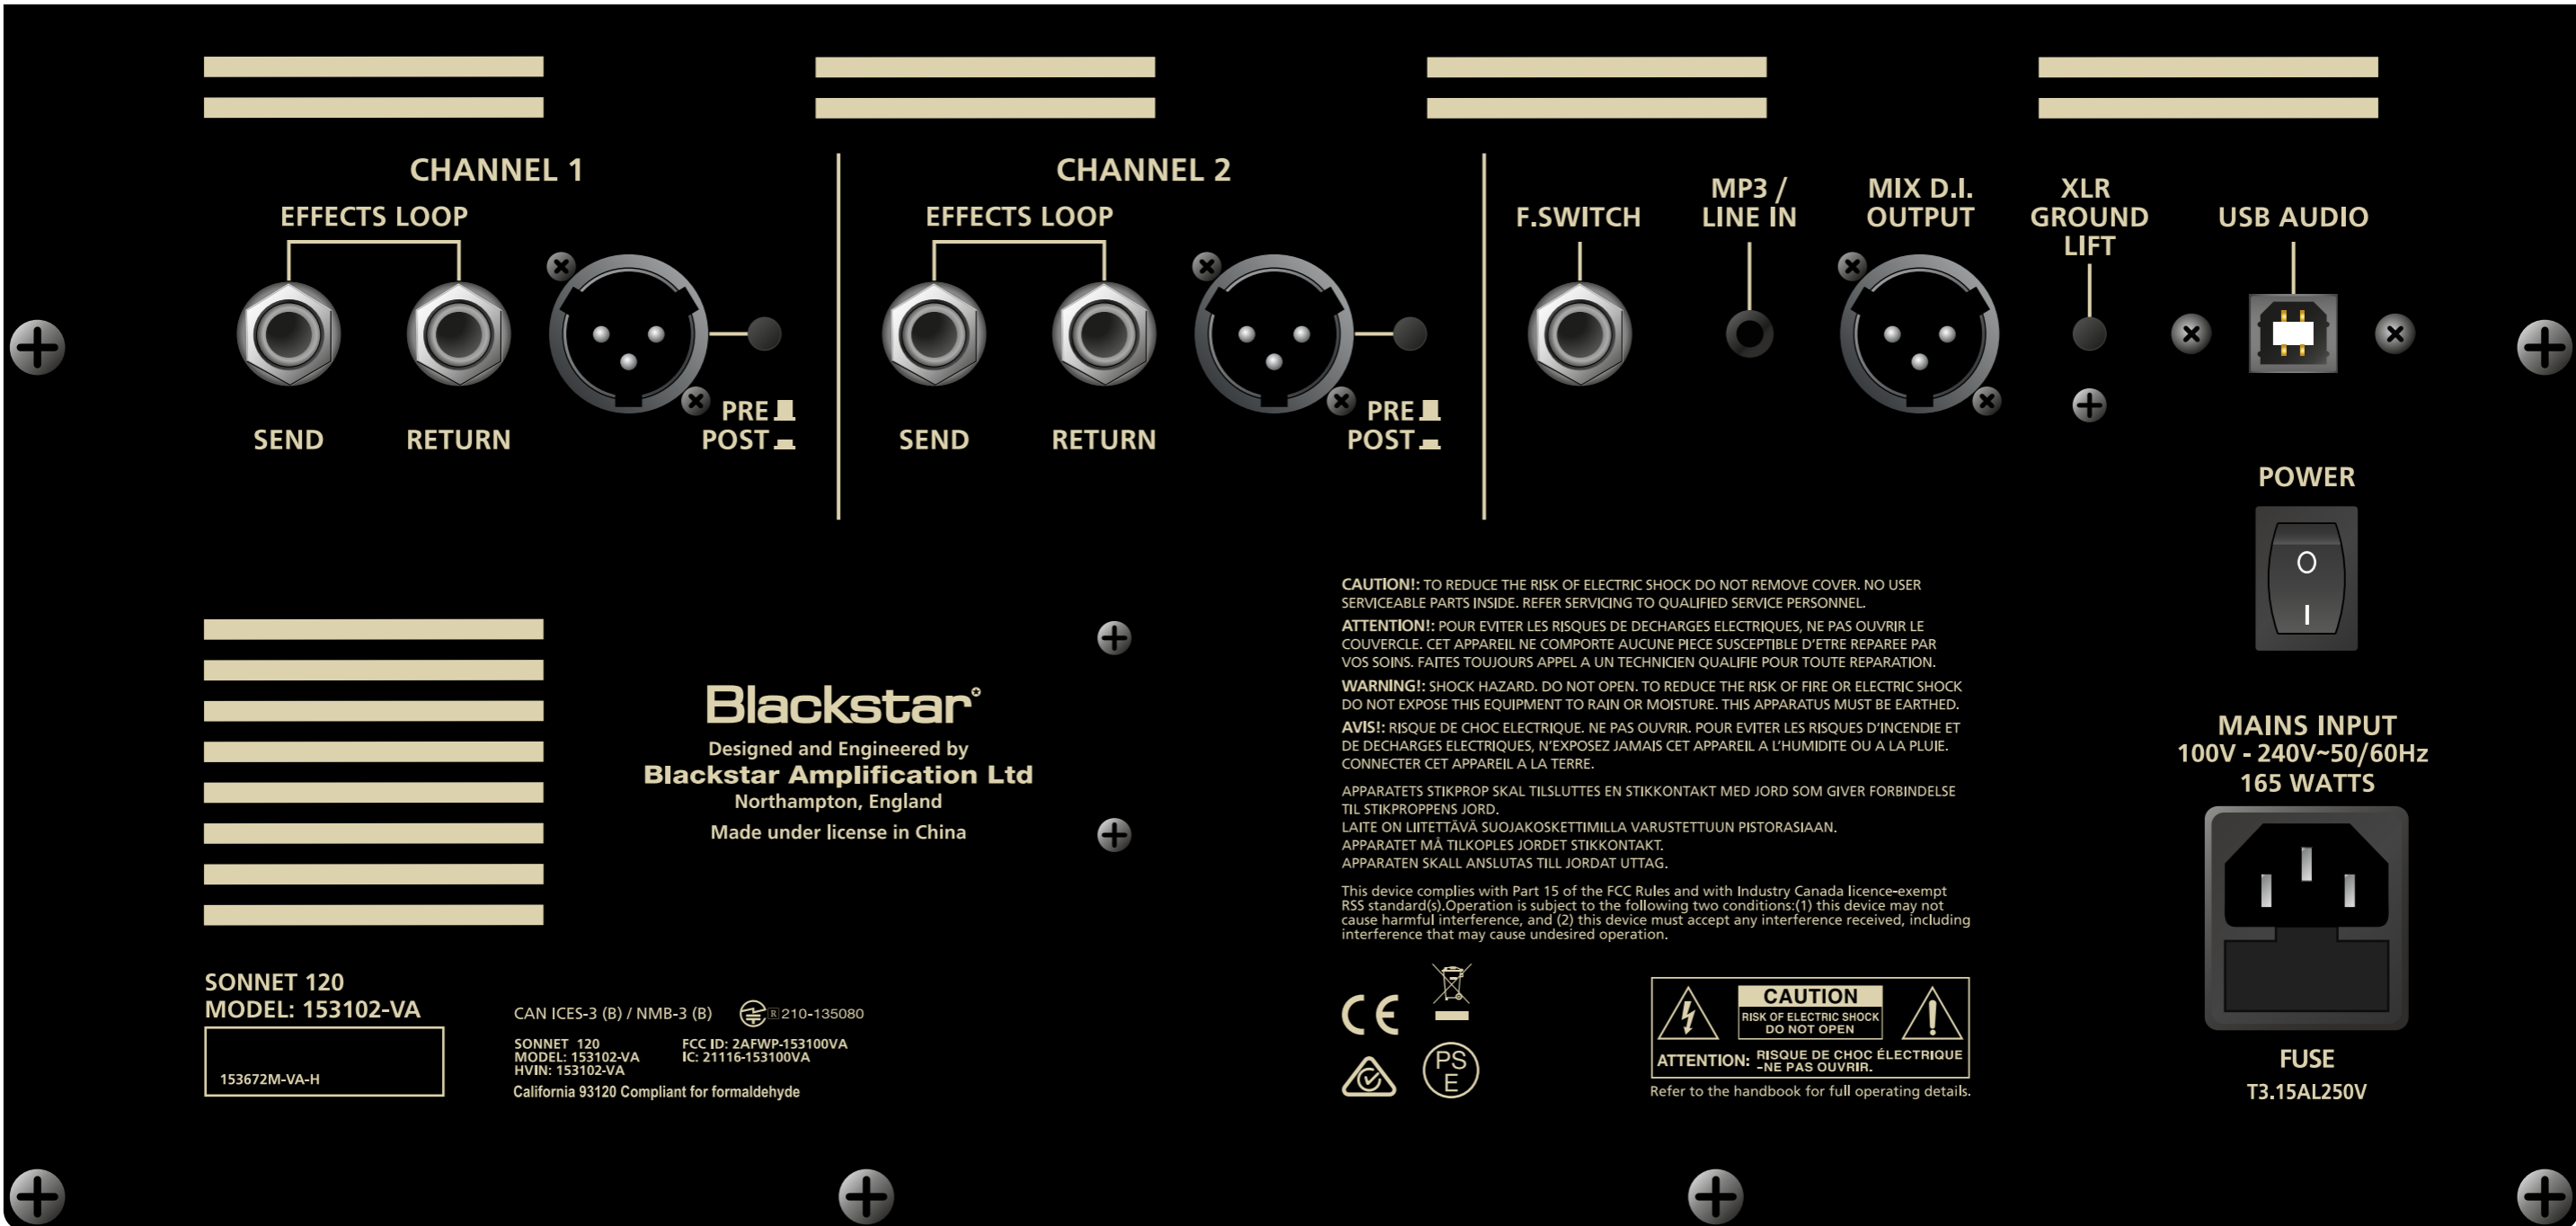 CHANNEL 1
EFFECTS LOOP
SEND
RETURN
PRE
POST
CHANNEL 2
EFFECTS LOOP
SEND
RETURN
PRE
POST
F.SWITCH
MP3 /
LINE IN
MIX D.I.
OUTPUT
XLR
GROUND
LIFT
USB AUDIO
POWER
O
I
MAINS INPUT
100V - 240V~50/60Hz
165 WATTS
FUSE
T3.15AL250V
Blackstar
Designed and Engineered by
Blackstar Amplification Ltd
Northampton, England
Made under license in China
CAUTION!: TO REDUCE THE RISK OF ELECTRIC SHOCK DO NOT REMOVE COVER. NO USER
SERVICEABLE PARTS INSIDE. REFER SERVICING TO QUALIFIED SERVICE PERSONNEL.
ATTENTION!: POUR EVITER LES RISQUES DE DECHARGES ELECTRIQUES, NE PAS OUVRIR LE
COUVERCLE. CET APPAREIL NE COMPORTE AUCUNE PIECE SUSCEPTIBLE D'ETRE REPAREE PAR
VOS SOINS. FAITES TOUJOURS APPEL A UN TECHNICIEN QUALIFIE POUR TOUTE REPARATION.
WARNING!: SHOCK HAZARD. DO NOT OPEN. TO REDUCE THE RISK OF FIRE OR ELECTRIC SHOCK
DO NOT EXPOSE THIS EQUIPMENT TO RAIN OR MOISTURE. THIS APPARATUS MUST BE EARTHED.
AVIS!: RISQUE DE CHOC ELECTRIQUE. NE PAS OUVRIR. POUR EVITER LES RISQUES D'INCENDIE ET
DE DECHARGES ELECTRIQUES, N'EXPOSEZ JAMAIS CET APPAREIL A L'HUMIDITE OU A LA PLUIE.
CONNECTER CET APPAREIL A LA TERRE.
APPARATETS STIKPROP SKAL TILSLUTTES EN STIKKONTAKT MED JORD SOM GIVER FORBINDELSE
TIL STIKPROPPENS JORD.
LAITE ON LIITETTÄVÄ SUOJAKOSKETTIMILLA VARUSTETTUUN PISTORASIAAN.
APPARATET MÅ TILKOPLES JORDET STIKKONTAKT.
APPARATEN SKALL ANSLUTAS TILL JORDAT UTTAG.
This device complies with Part 15 of the FCC Rules and with Industry Canada licence-exempt
RSS standard(s).Operation is subject to the following two conditions:(1) this device may not
cause harmful interference, and (2) this device must accept any interference received, including
interference that may cause undesired operation.
SONNET 120
MODEL: 153102-VA
153672M-VA-H
CAN ICES-3 (B) / NMB-3 (B)
R 210-135080
SONNET 120
MODEL: 153102-VA
HVIN: 153102-VA
FCC ID: 2AFWP-153100VA
IC: 21116-153100VA
California 93120 Compliant for formaldehyde
CE
PS
E
CAUTION
RISK OF ELECTRIC SHOCK
DO NOT OPEN
ATTENTION: RISQUE DE CHOC ÉLECTRIQUE
-NE PAS OUVRIR.
Refer to the handbook for full operating details.